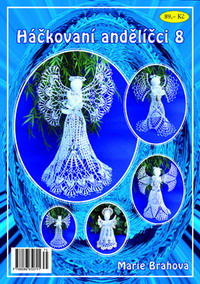 89,- Kč
Háčkovaní andělíčci 8
Marie Brahová